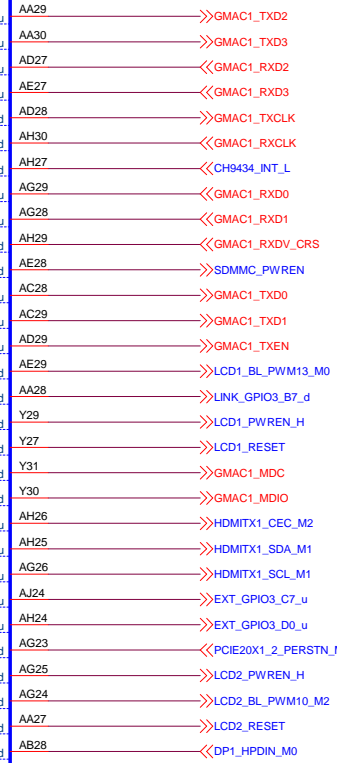 AA29 GMAC1_TXD2
AA30 GMAC1_TXD3
AD27 GMAC1_RXD2
AE27 GMAC1_RXD3
AD28 GMAC1_TXCLK
AH30 GMAC1_RXCLK
AH27 CH9434_INT_L
AG29 GMAC1_RXD0
AG28 GMAC1_RXD1
AH29 GMAC1_RXDV_CRS
AE28 SDMMC_PWREN
AC28 GMAC1_TXD0
AC29 GMAC1_TXD1
AD29 GMAC1_TXEN
AE29 LCD1_BL_PWM13_M0
AA28 LINK_GPIO3_B7_d
Y29 LCD1_PWREN_H
Y27 LCD1_RESET
Y31 GMAC1_MDC
Y30 GMAC1_MDIO
AH26 HDMITX1_CEC_M2
AH25 HDMITX1_SDA_M1
AG26 HDMITX1_SCL_M1
AJ24 EXT_GPIO3_C7_u
AH24 EXT_GPIO3_D0_u
AG23 PCIE20X1_2_PERSTN_
AG25 LCD2_PWREN_H
AG24 LCD2_BL_PWM10_M2
AA27 LCD2_RESET
AB28 DP1_HPDIN_M0